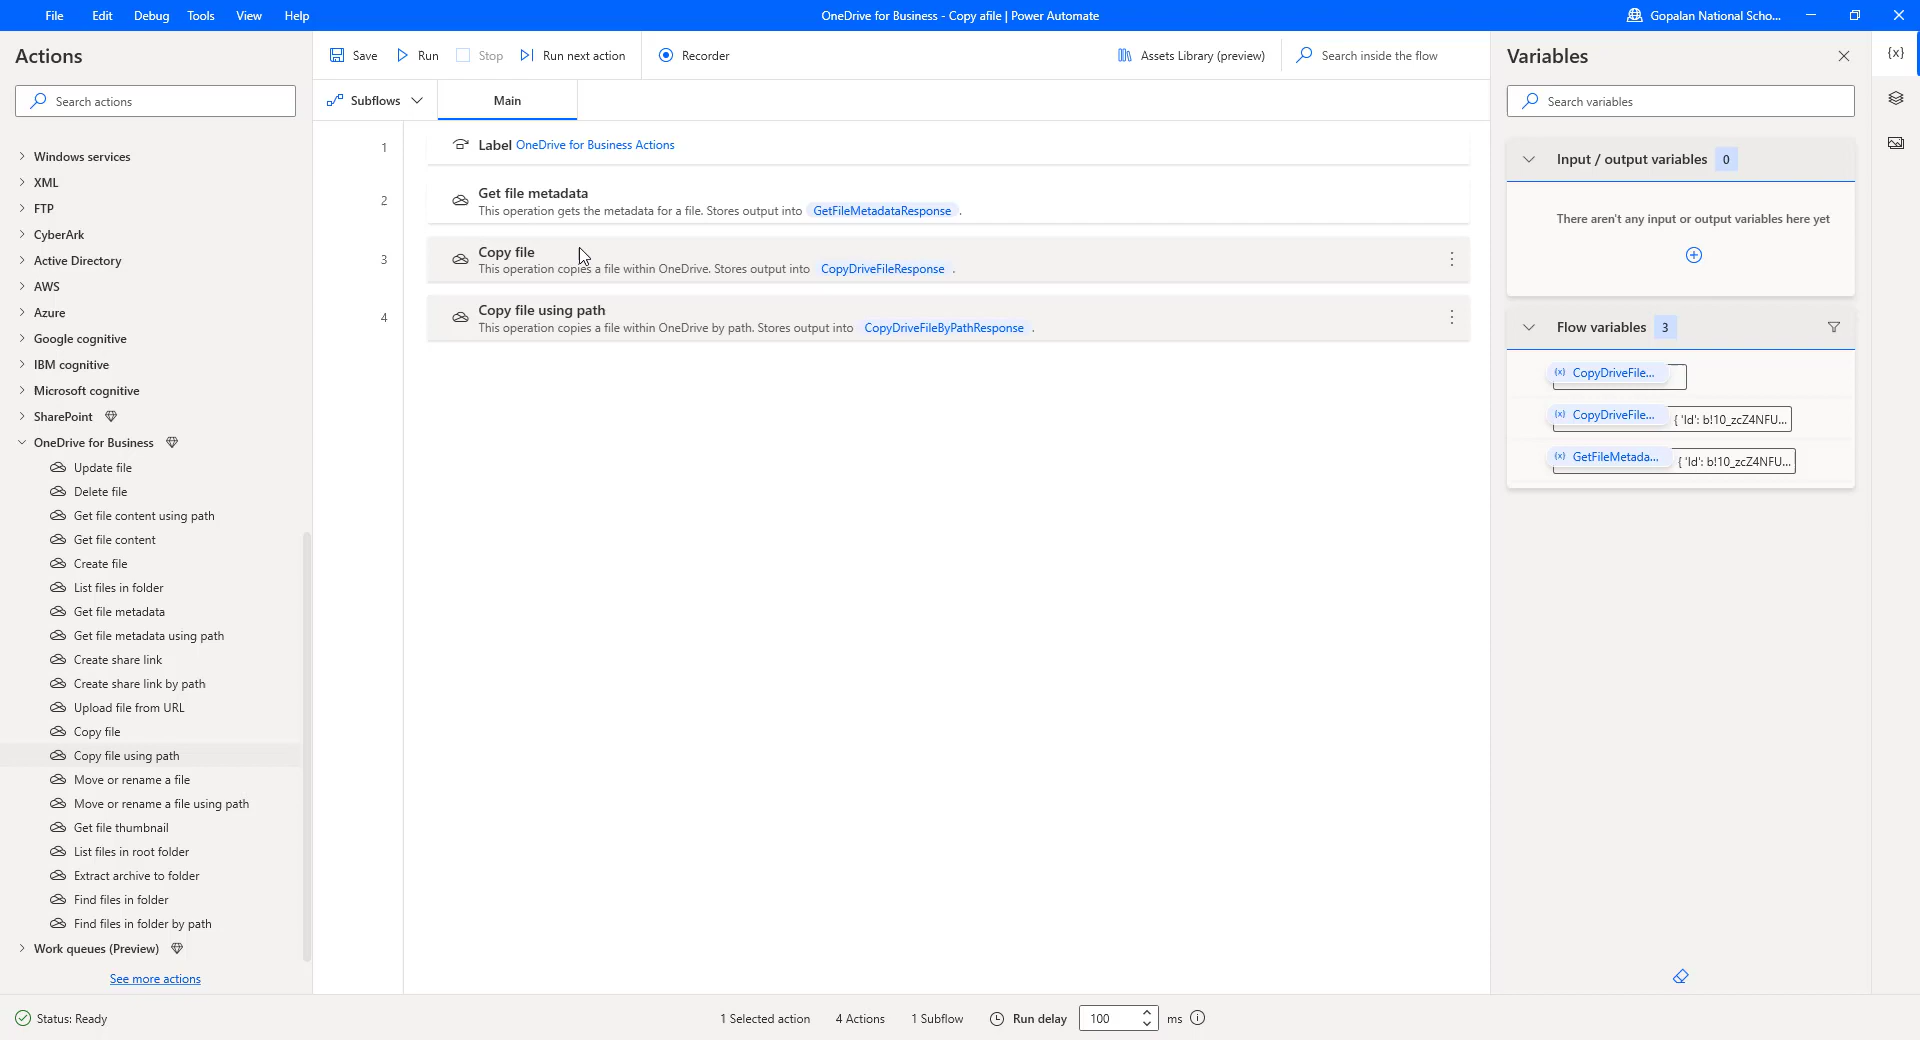 File Edit Debug Tools View Help
OneDrive for Business - Copy afile | Power Automate
Gopalan National Scho...
Actions
Search actions
Windows services
XML
FTP
CyberArk
Active Directory
AWS
Azure
Google cognitive
IBM cognitive
Microsoft cognitive
SharePoint
OneDrive for Business
Update file
Delete file
Get file content using path
Get file content
Create file
List files in folder
Get file metadata
Get file metadata using path
Create share link
Create share link by path
Upload file from URL
Copy file
Copy file using path
Move or rename a file
Move or rename a file using path
Get file thumbnail
List files in root folder
Extract archive to folder
Find files in folder
Find files in folder by path
Work queues (Preview)
See more actions
Save Run Stop Run next action Recorder
Assets Library (preview) Search inside the flow
Subflows Main
1 Label OneDrive for Business Actions
2 Get file metadata
This operation gets the metadata for a file. Stores output into GetFileMetadataResponse .
3 Copy file
This operation copies a file within OneDrive. Stores output into CopyDriveFileResponse .
4 Copy file using path
This operation copies a file within OneDrive by path. Stores output into CopyDriveFileByPathResponse .
Variables
{x}
Search variables
Input / output variables 0
There aren't any input or output variables here yet
Flow variables 3
(x) CopyDriveFile...
(x) CopyDriveFile... { 'Id': b!10_zcZ4NFU...
(x) GetFileMetada... { 'Id': b!10_zcZ4NFU...
Status: Ready
1 Selected action 4 Actions 1 Subflow Run delay 100 ms